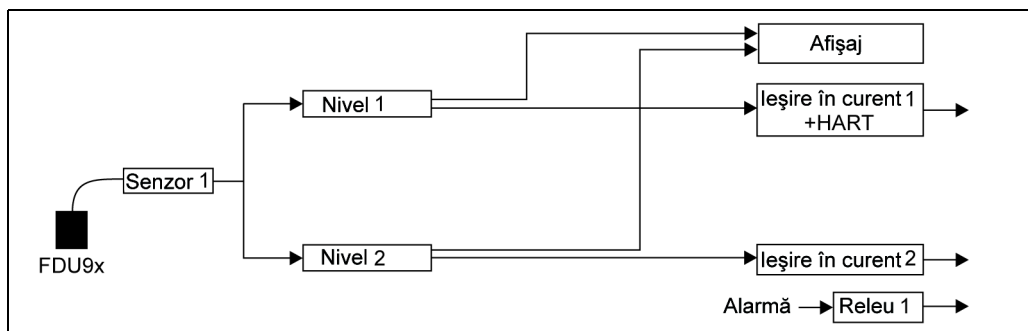 Afişaj
Nivel 1
Ieşire în curent 1
+HART
Senzor 1
FDU9x
Nivel 2
Ieşire în curent 2
Alarmă
Releu 1